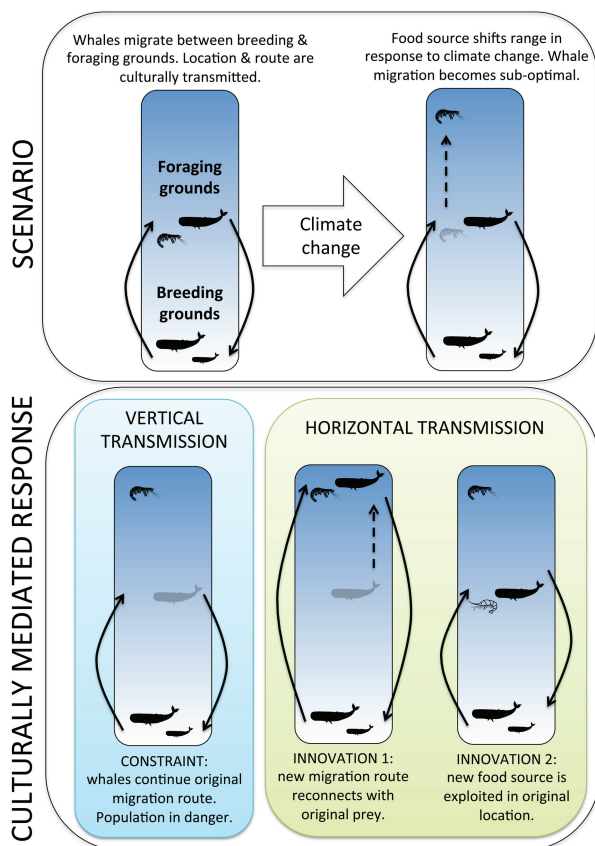 SCENARIO
Whales migrate between breeding &
foraging grounds. Location & route are
culturally transmitted.
Foraging
grounds
Breeding
grounds
Climate
change
Food source shifts range in
response to climate change. Whale
migration becomes sub-optimal.
CULTURALLY MEDIATED RESPONSE
VERTICAL
TRANSMISSION
CONSTRAINT:
whales continue original
migration route.
Population in danger.
HORIZONTAL TRANSMISSION
INNOVATION 1:
new migration route
reconnects with
original prey.
INNOVATION 2:
new food source is
exploited in original
location.